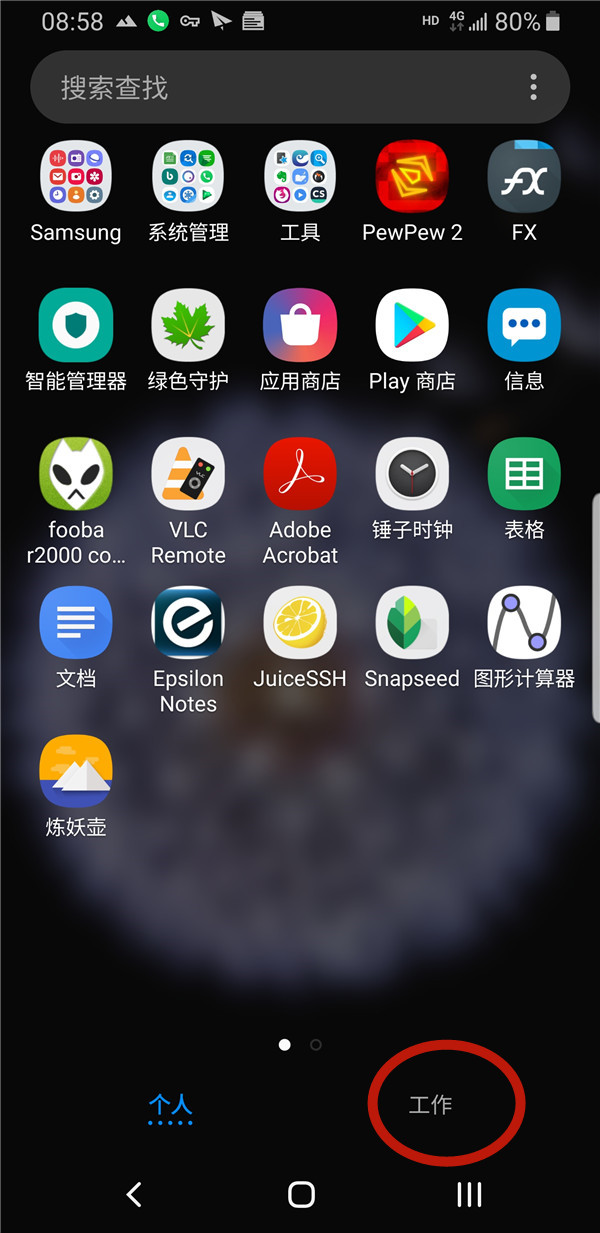 08:58
HD 4G 80%
搜索查找
Samsung 系统管理 工具 PewPew 2 FX
智能管理器 绿色守护 应用商店 Play 商店 信息
fooba VLC Adobe 锤子时钟 表格
r2000 co... Remote Acrobat
文档 Epsilon JuiceSSH Snapseed 图形计算器
Notes
炼妖壶
个人 工作